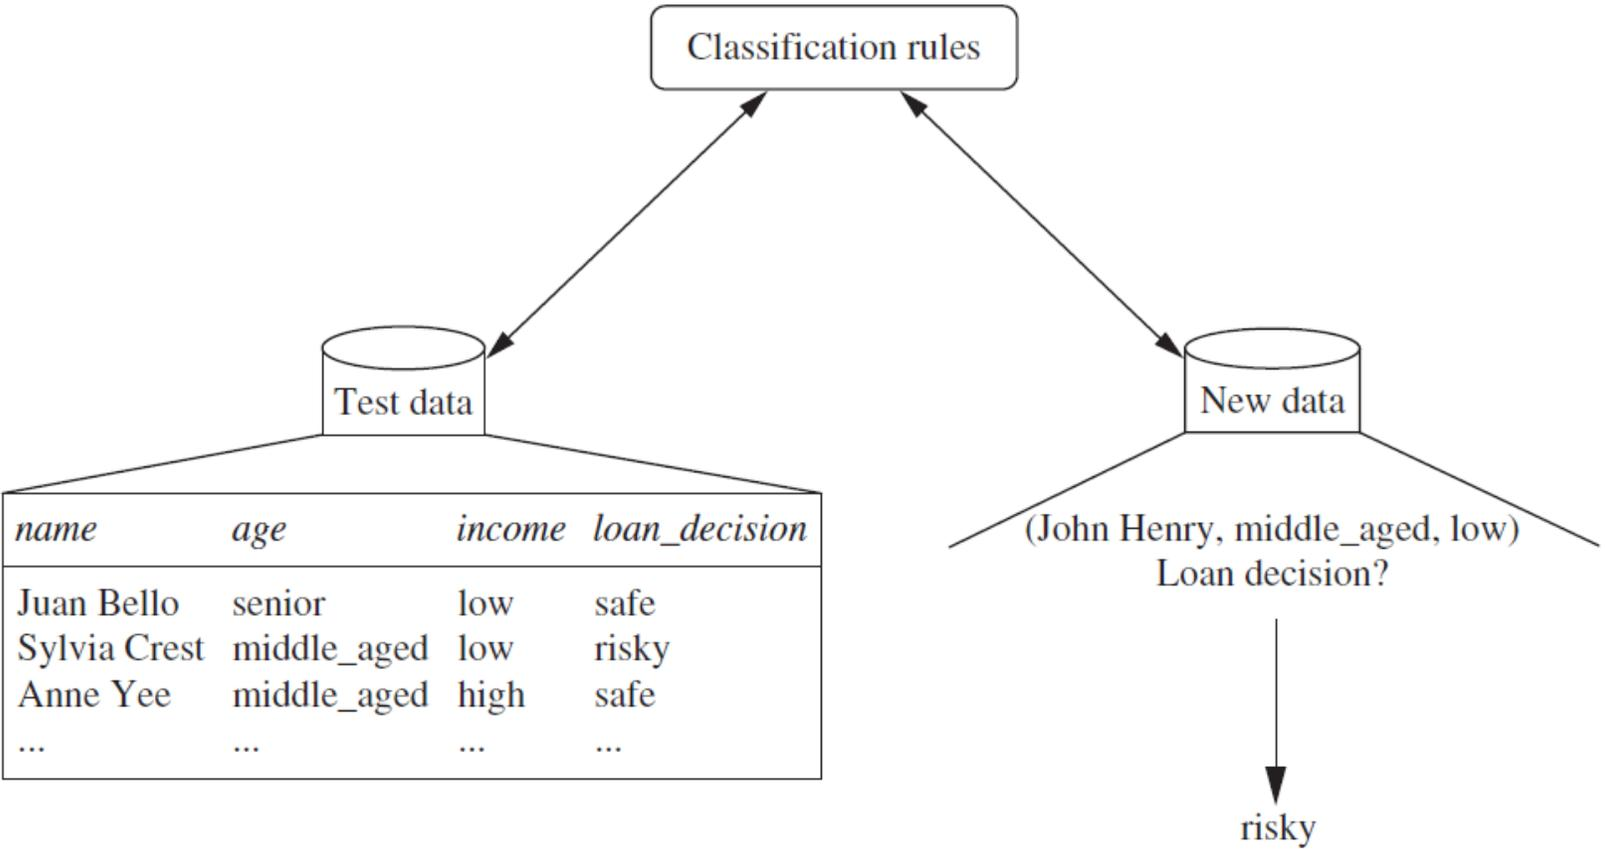 Classification rules
Test data
name age income loan_decision
Juan Bello senior low safe
Sylvia Crest middle_aged low risky
Anne Yee middle_aged high safe
... ... ... ...
New data
(John Henry, middle_aged, low)
Loan decision?
risky